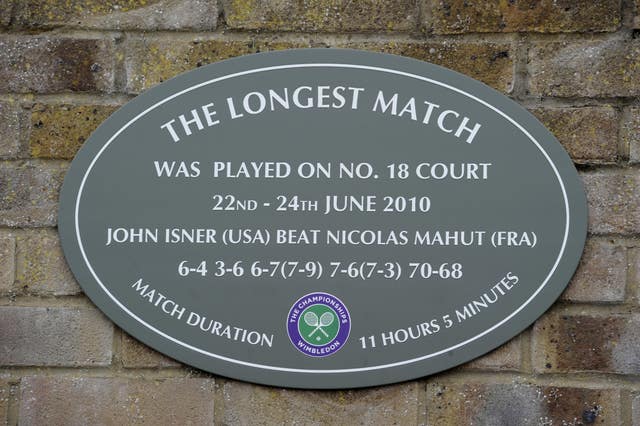 THE LONGEST MATCH
WAS PLAYED ON NO. 18 COURT
22ND - 24TH JUNE 2010
JOHN ISNER (USA) BEAT NICOLAS MAHUT (FRA)
6-4 3-6 6-7(7-9) 7-6(7-3) 70-68
MATCH DURATION
THE CHAMPIONSHIPS
WIMBLEDON
11 HOURS 5 MINUTES